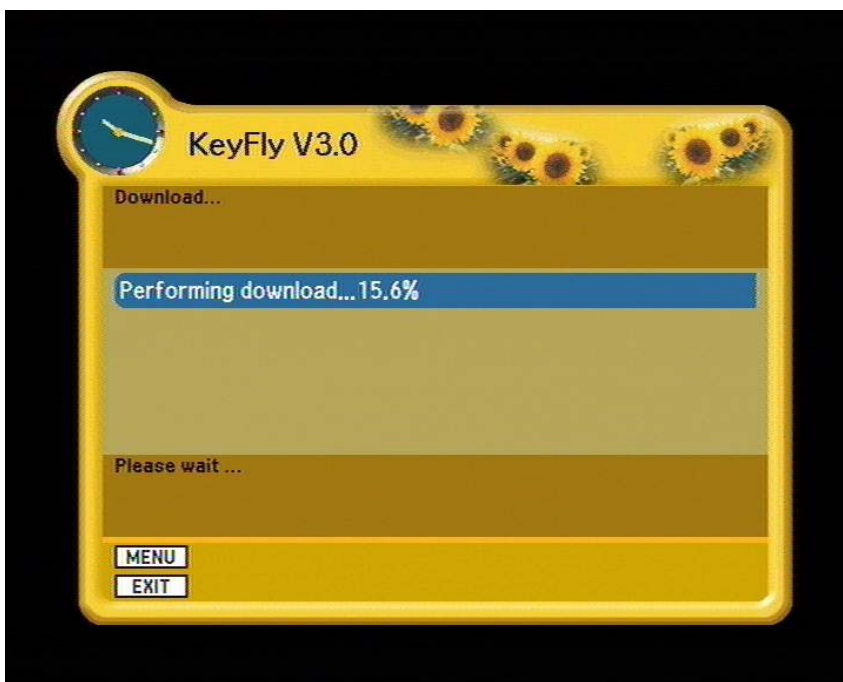 KeyFly V3.0
Download...
Performing download...15.6%
Please wait ...
MENU
EXIT